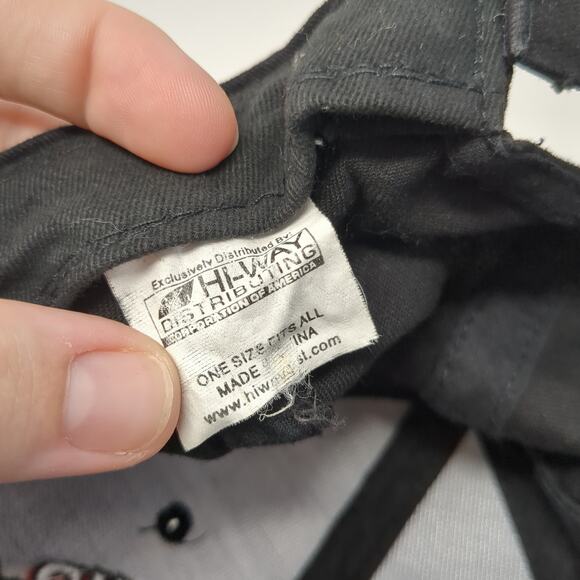 Exclusively Distributed By:
HI-WAY
DISTRIBUTING
CORPORATION OF AMERICA
ONE SIZE FITS ALL
MADE